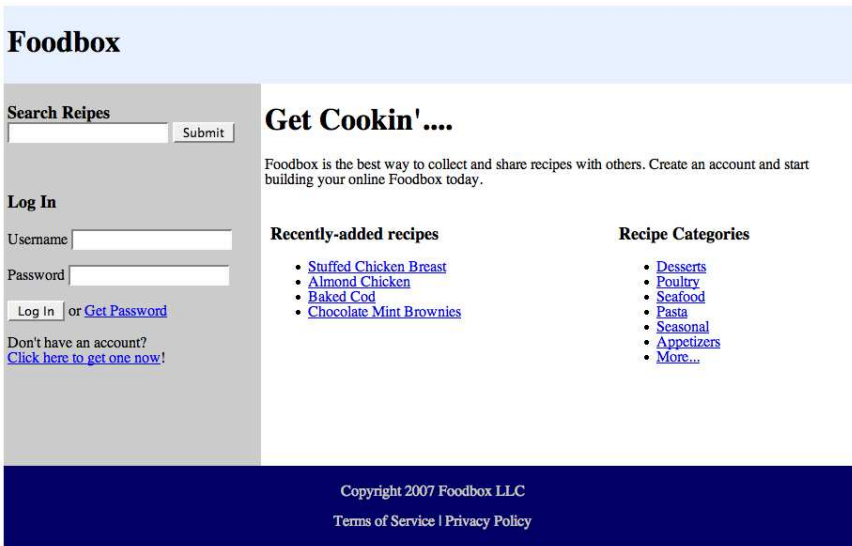 Foodbox
Search Reipes
Submit
Log In
Username
Password
Log In or Get Password
Don't have an account?
Click here to get one now!
Get Cookin'....
Foodbox is the best way to collect and share recipes with others. Create an account and start
building your online Foodbox today.
Recently-added recipes
Stuffed Chicken Breast
Almond Chicken
Baked Cod
Chocolate Mint Brownies
Recipe Categories
Desserts
Poultry
Seafood
Pasta
Seasonal
Appetizers
More...
Copyright 2007 Foodbox LLC
Terms of Service | Privacy Policy